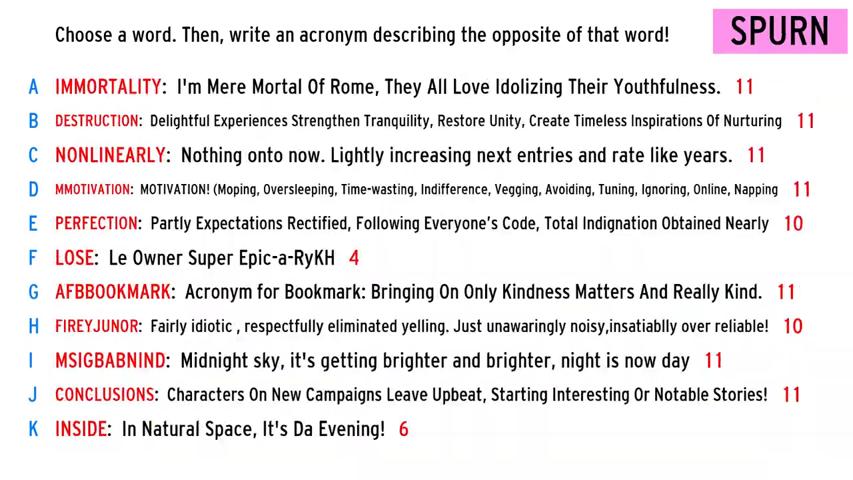 Choose a word. Then, write an acronym describing the opposite of that word!
SPURN
A IMMORTALITY: I'm Mere Mortal Of Rome, They All Love Idolizing Their Youthfulness. 11
B DESTRUCTION: Delightful Experiences Strengthen Tranquility, Restore Unity, Create Timeless Inspirations Of Nurturing 11
C NONLINEARLY: Nothing onto now. Lightly increasing next entries and rate like years. 11
D MMOTIVATION: MOTIVATION! (Moping, Oversleeping, Time-wasting, Indifference, Vegging, Avoiding, Tuning, Ignoring, Online, Napping 11
E PERFECTION: Partly Expectations Rectified, Following Everyone's Code, Total Indignation Obtained Nearly 10
F LOSE: Le Owner Super Epic-a-RyKH 4
G AFBBOOKMARK: Acronym for Bookmark: Bringing On Only Kindness Matters And Really Kind. 11
H FIREYJUNOR: Fairly idiotic , respectfully eliminated yelling. Just unawaringly noisy,insatiablly over reliable! 10
I MSIGBABNIND: Midnight sky, it's getting brighter and brighter, night is now day 11
J CONCLUSIONS: Characters On New Campaigns Leave Upbeat, Starting Interesting Or Notable Stories! 11
K INSIDE: In Natural Space, It's Da Evening! 6